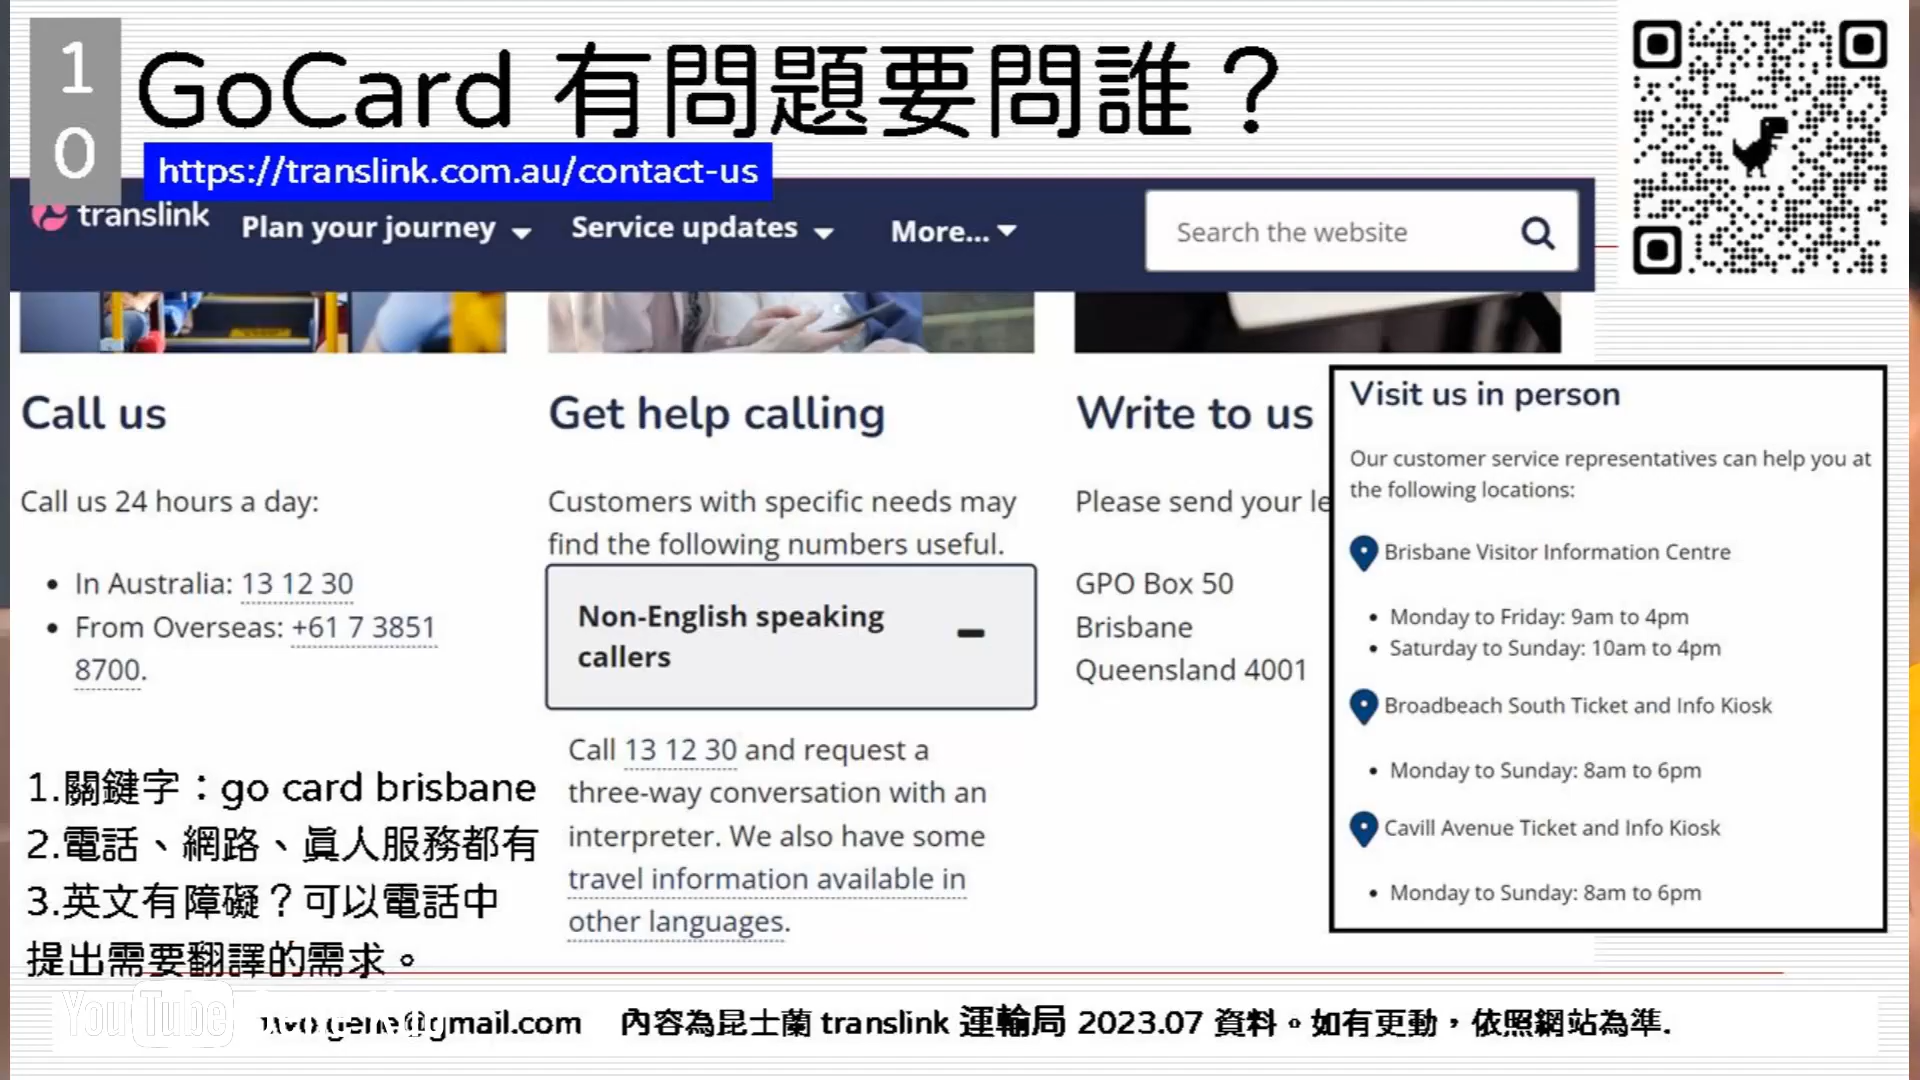 10
GoCard 有問題要問誰？
https://translink.com.au/contact-us
translink
Plan your journey
Service updates
More...
Search the website
Call us
Call us 24 hours a day:
• In Australia: 13 12 30
• From Overseas: +61 7 3851
8700.
Get help calling
Customers with specific needs may
find the following numbers useful.
Non-English speaking
callers
Call 13 12 30 and request a
three-way conversation with an
interpreter. We also have some
travel information available in
other languages.
Write to us
Please send your le
GPO Box 50
Brisbane
Queensland 4001
Visit us in person
Our customer service representatives can help you at
the following locations:
Brisbane Visitor Information Centre
• Monday to Friday: 9am to 4pm
• Saturday to Sunday: 10am to 4pm
Broadbeach South Ticket and Info Kiosk
• Monday to Sunday: 8am to 6pm
Cavill Avenue Ticket and Info Kiosk
• Monday to Sunday: 8am to 6pm
1.關鍵字：go card brisbane
2.電話、網路、真人服務都有
3.英文有障礙？可以電話中
提出需要翻譯的需求。
YouTube
內容為昆士蘭 translink 運輸局 2023.07 資料。如有更動，依照網站為準.